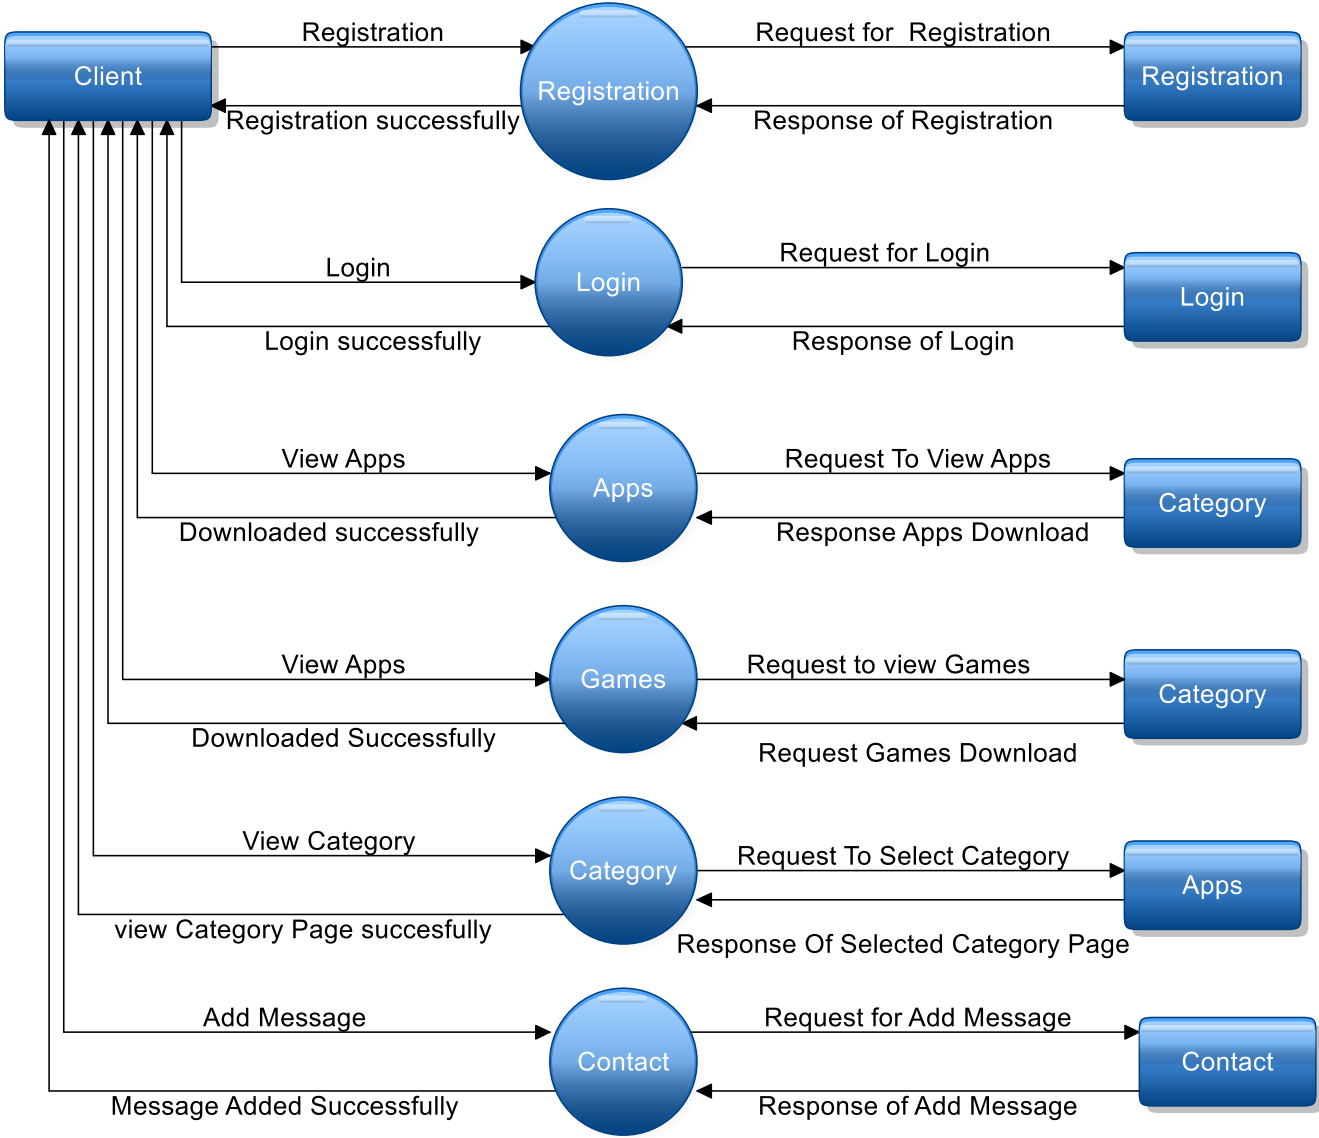 Registration
Request for  Registration
Client
Registration
Registration
Registration successfully
Response of Registration
Login
Request for Login
Login
Login
Login successfully
Response of Login
View Apps
Request To View Apps
Apps
Category
Downloaded successfully
Response Apps Download
View Apps
Request to view Games
Games
Category
Downloaded Successfully
Request Games Download
View Category
Request To Select Category
Category
Apps
view Category Page succesfully
Response Of Selected Category Page
Add Message
Request for Add Message
Contact
Contact
Message Added Successfully
Response of Add Message